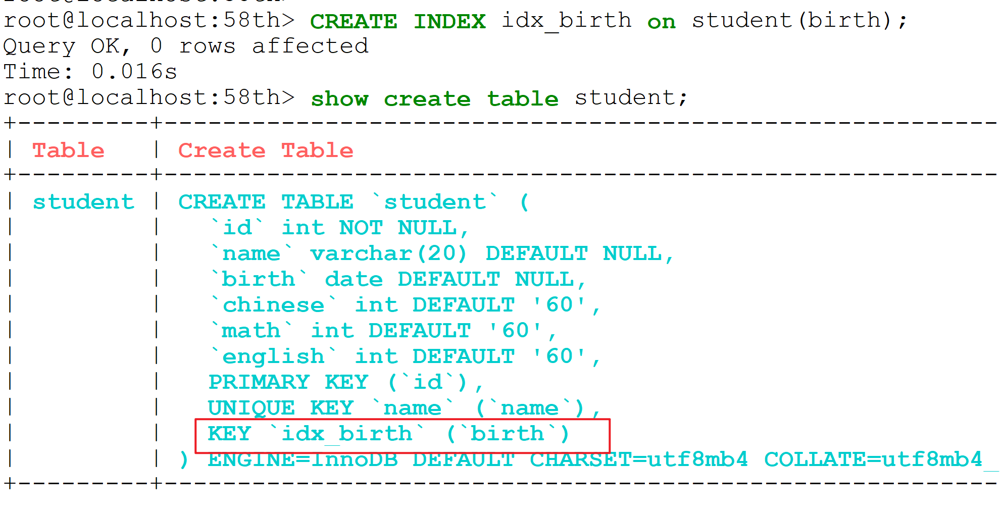 root@localhost:58th> CREATE INDEX idx_birth on student(birth);
Query OK, 0 rows affected
Time: 0.016s
root@localhost:58th> show create table student;
+---------+---------------------------------------------------------
| Table   | Create Table
+---------+---------------------------------------------------------
| student | CREATE TABLE `student` (
|         |   `id` int NOT NULL,
|         |   `name` varchar(20) DEFAULT NULL,
|         |   `birth` date DEFAULT NULL,
|         |   `chinese` int DEFAULT '60',
|         |   `math` int DEFAULT '60',
|         |   `english` int DEFAULT '60',
|         |   PRIMARY KEY (`id`),
|         |   UNIQUE KEY `name` (`name`),
|         |   KEY `idx_birth` (`birth`)
|         | ) ENGINE=InnoDB DEFAULT CHARSET=utf8mb4 COLLATE=utf8mb4_
+---------+---------------------------------------------------------